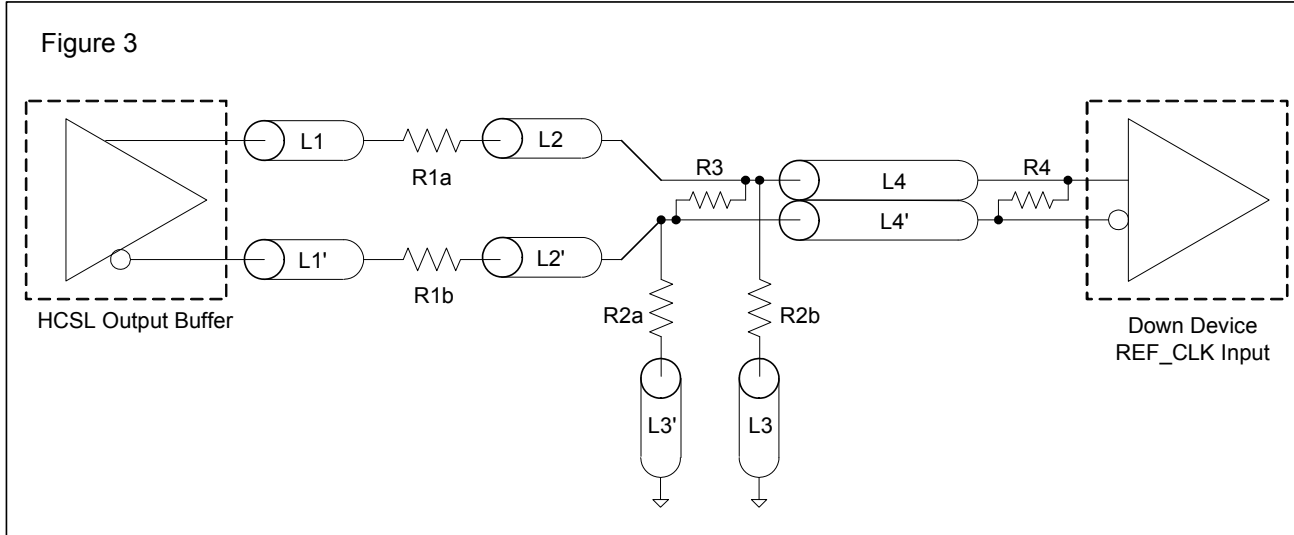 Figure 3
L1
R1a
L2
R3
L4
R4
L4'
L1'
R1b
L2'
HCSL Output Buffer
R2a
R2b
Down Device
REF_CLK Input
L3'
L3